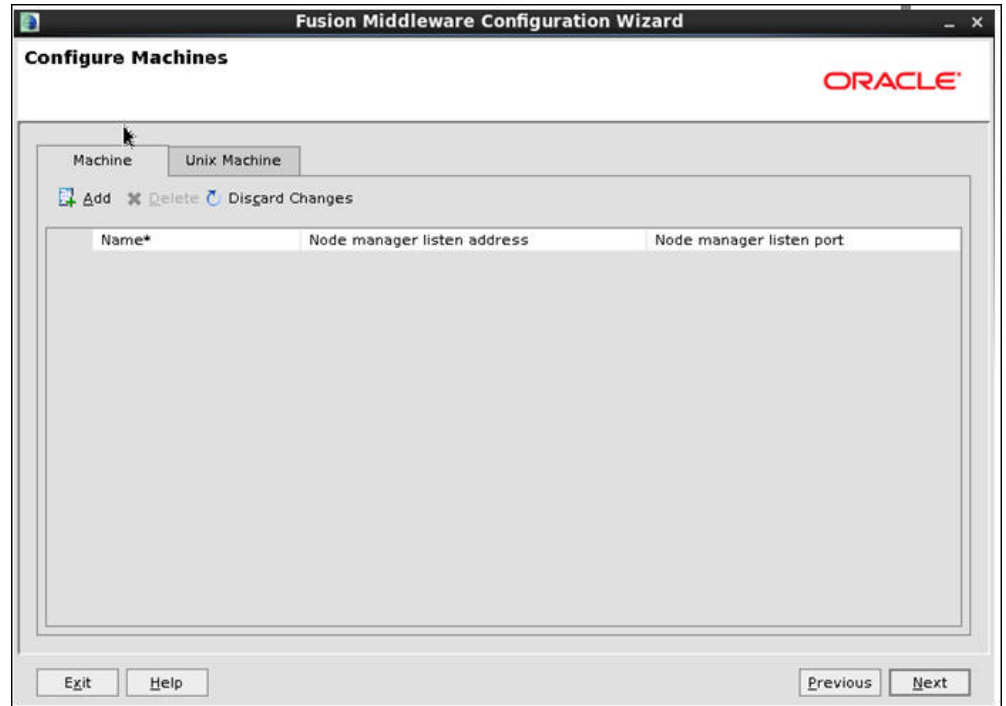 Fusion Middleware Configuration Wizard
Configure Machines
ORACLE
Machine Unix Machine
Add Delete Discard Changes
Name* Node manager listen address Node manager listen port
Exit Help Previous Next